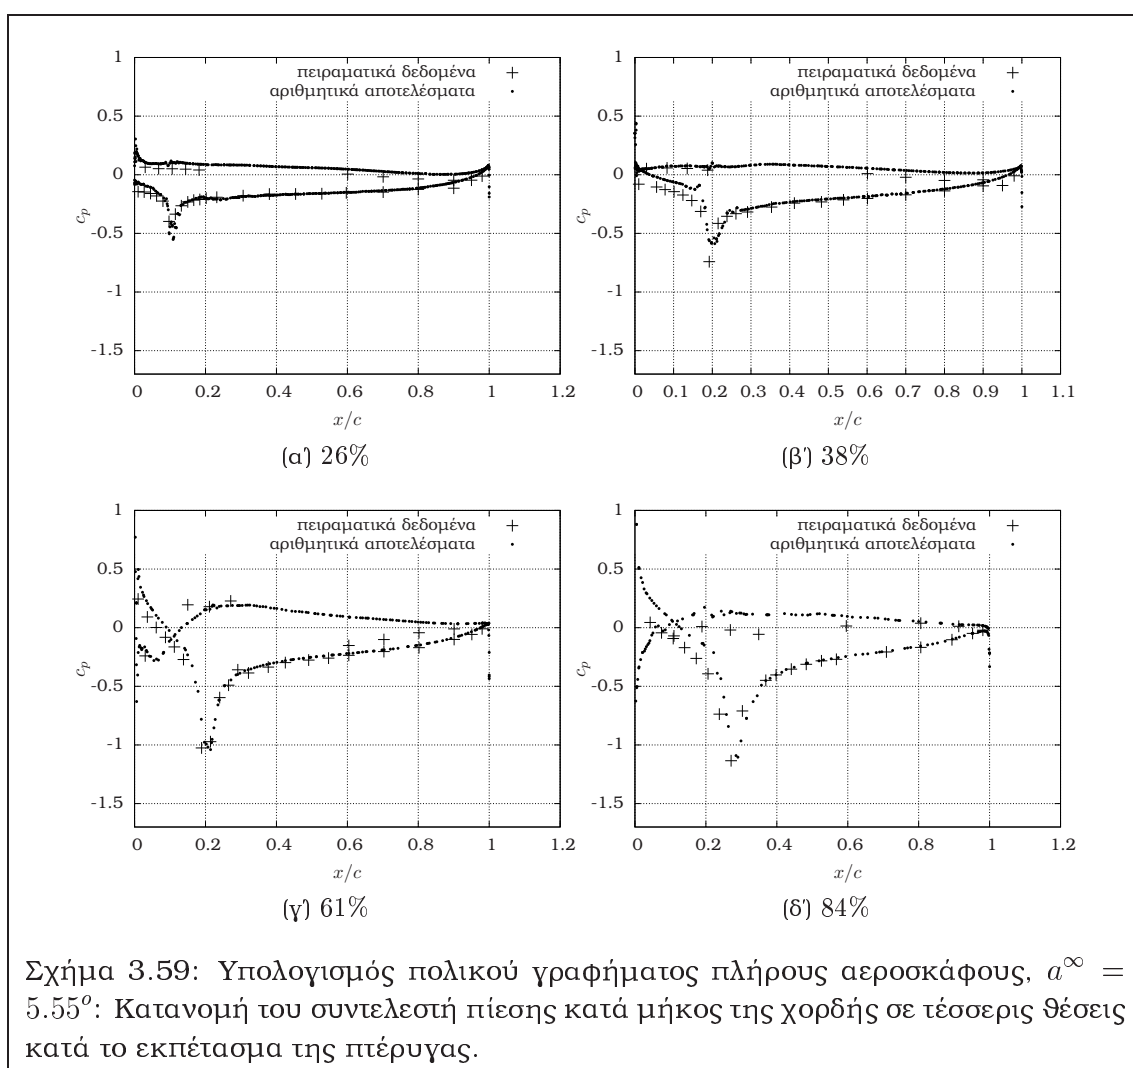 1
0.5
0
-0.5
-1
-1.5
c_p
πειραματικά δεδομένα
αριθμητικά αποτελέσματα
0 0.2 0.4 0.6 0.8 1 1.2
x/c
(α') 26%
1
0.5
0
-0.5
-1
-1.5
c_p
πειραματικά δεδομένα
αριθμητικά αποτελέσματα
0 0.1 0.2 0.3 0.4 0.5 0.6 0.7 0.8 0.9 1 1.1
x/c
(β') 38%
1
0.5
0
-0.5
-1
-1.5
c_p
πειραματικά δεδομένα
αριθμητικά αποτελέσματα
0 0.2 0.4 0.6 0.8 1 1.2
x/c
(γ') 61%
1
0.5
0
-0.5
-1
-1.5
c_p
πειραματικά δεδομένα
αριθμητικά αποτελέσματα
0 0.2 0.4 0.6 0.8 1 1.2
x/c
(δ') 84%
Σχήμα 3.59: Υπολογισμός πολικού γραφήματος πλήρους αεροσκάφους, a^∞ =
5.55°: Κατανομή του συντελεστή πίεσης κατά μήκος της χορδής σε τέσσερις θέσεις
κατά το εκπέτασμα της πτέρυγας.